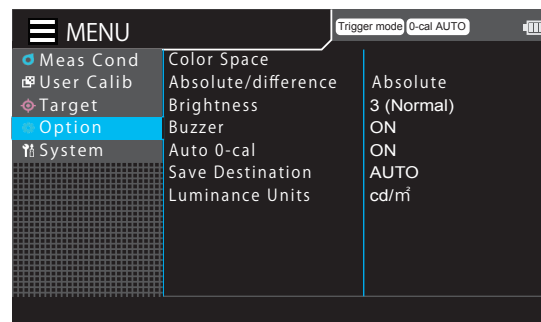 MENU
Trigger mode 0-cal AUTO
Meas Cond
User Calib
Target
Option
System
Color Space
Absolute/difference Absolute
Brightness 3 (Normal)
Buzzer ON
Auto 0-cal ON
Save Destination AUTO
Luminance Units cd/㎡